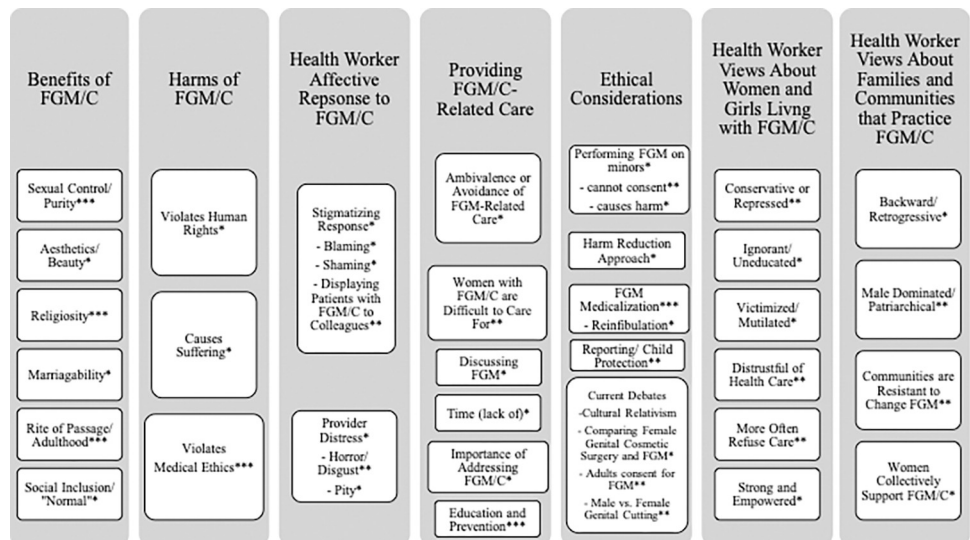 Benefits of
FGM/C
Sexual Control/
Purity***
Aesthetics/
Beauty*
Religiosity***
Marriagability*
Rite of Passage/
Adulthood***
Social Inclusion/
"Normal"*
Harms of
FGM/C
Violates Human
Rights*
Causes
Suffering*
Violates
Medical Ethics***
Health Worker
Affective
Repsonse to
FGM/C
Stigmatizing
Response*
- Blaming*
- Shaming*
- Displaying
Patients with
FGM/C to
Colleagues**
Provider
Distress*
- Horror/
Disgust**
- Pity*
Providing
FGM/C-
Related Care
Ambivalence or
Avoidance of
FGM-Related
Care*
Women with
FGM/C are
Difficult to Care
For**
Discussing
FGM*
Time (lack of)*
Importance of
Addressing
FGM/C*
Education and
Prevention***
Ethical
Considerations
Performing FGM on
minors*
- cannot consent**
- causes harm*
Harm Reduction
Approach*
FGM
Medicalization***
- Reinfibulation*
Reporting/ Child
Protection**
Current Debates
-Cultural Relativism
- Comparing Female
Genital Cosmetic
Surgery and FGM*
- Adults consent for
FGM**
- Male vs. Female
Genital Cutting**
Health Worker
Views About
Women and
Girls Livng
with FGM/C
Conservative or
Repressed**
Ignorant/
Uneducated*
Victimized/
Mutilated*
Distrustful of
Health Care**
More Often
Refuse Care**
Strong and
Empowered*
Health Worker
Views About
Families and
Communities
that Practice
FGM/C
Backward/
Retrogressive*
Male Dominated/
Patriarchical**
Communities are
Resistant to
Change FGM**
Women
Collectively
Support FGM/C*